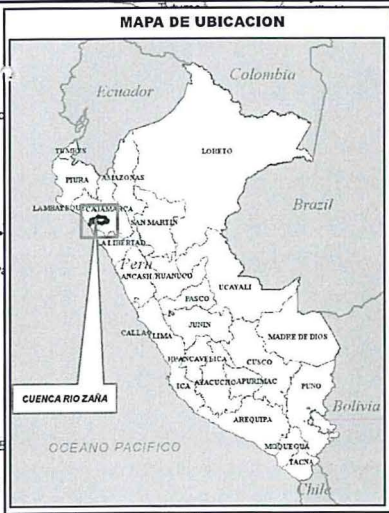 MAPA DE UBICACION
Colombia
Ecuador
TUMBES
LORETO
PIURA
AMAZONAS
Brazil
LAMBAYEQUE
CAJAMARCA
SAN MARTIN
LA LIBERTAD
Perú
ANCASH
HUANUCO
UCAYALI
PASCO
JUNIN
CALLAO
LIMA
MADRE DE DIOS
HUANCAVELICA
CUSCO
CUENCA RIO ZAÑA
ICA
AYACUCHO
APURIMAC
PUNO
Bolivia
AREQUIPA
OCEANO PACIFICO
MOQUEGUA
TACNA
Chile